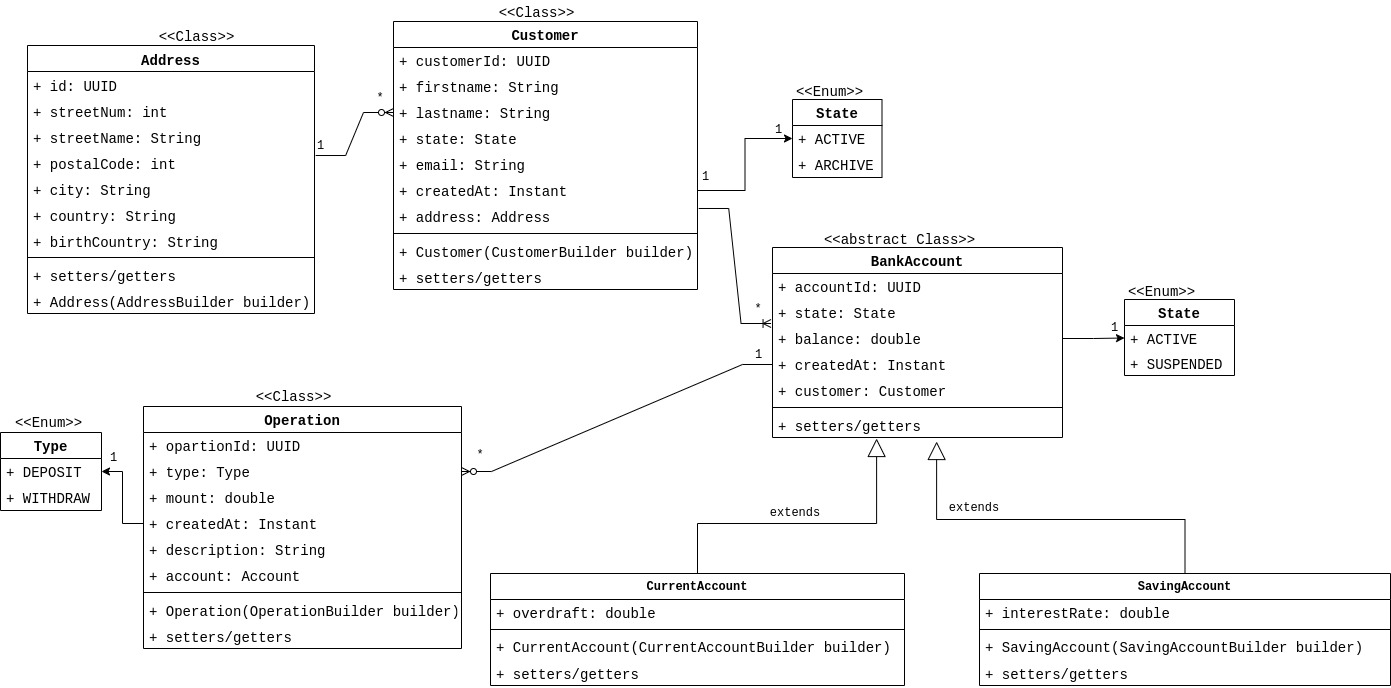 <<Class>>
Address
+ id: UUID
+ streetNum: int
+ streetName: String
+ postalCode: int
+ city: String
+ country: String
+ birthCountry: String
+ setters/getters
+ Address(AddressBuilder builder)
1
*
<<Class>>
Customer
+ customerId: UUID
+ firstname: String
+ lastname: String
+ state: State
+ email: String
+ createdAt: Instant
+ address: Address
+ Customer(CustomerBuilder builder)
+ setters/getters
1
1
<<Enum>>
State
+ ACTIVE
+ ARCHIVE
*
<<abstract Class>>
BankAccount
+ accountId: UUID
+ state: State
+ balance: double
+ createdAt: Instant
+ customer: Customer
+ setters/getters
1
<<Enum>>
State
+ ACTIVE
+ SUSPENDED
1
*
<<Enum>>
Type
+ DEPOSIT
+ WITHDRAW
1
<<Class>>
Operation
+ opartionId: UUID
+ type: Type
+ mount: double
+ createdAt: Instant
+ description: String
+ account: Account
+ Operation(OperationBuilder builder)
+ setters/getters
extends
extends
CurrentAccount
+ overdraft: double
+ CurrentAccount(CurrentAccountBuilder builder)
+ setters/getters
SavingAccount
+ interestRate: double
+ SavingAccount(SavingAccountBuilder builder)
+ setters/getters